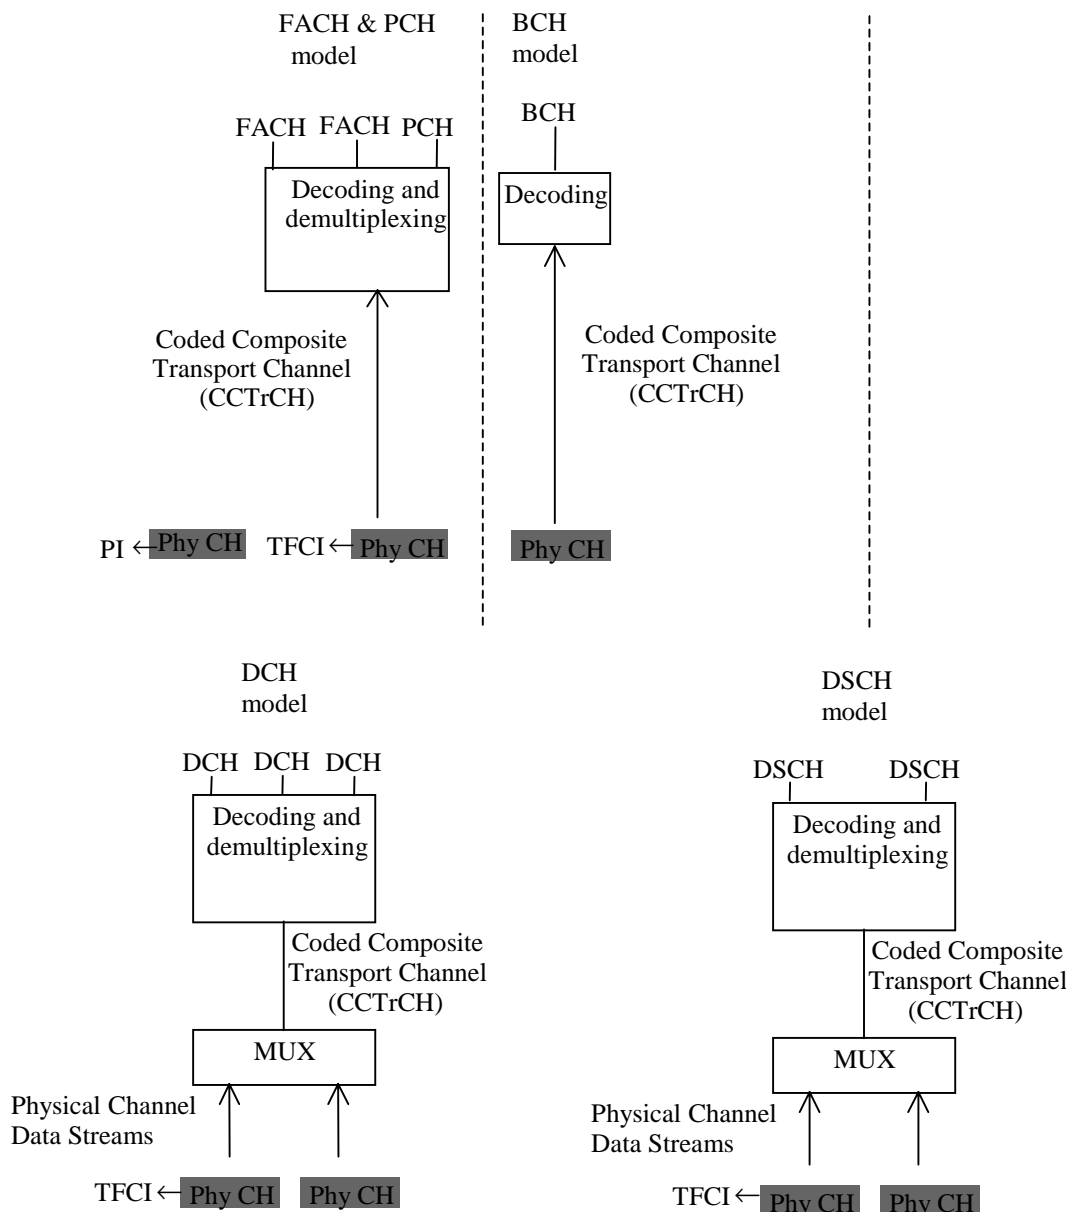 FACH & PCH
model
BCH
model
FACH FACH PCH
BCH
Decoding and
demultiplexing
Decoding
Coded Composite
Transport Channel
(CCTrCH)
Coded Composite
Transport Channel
(CCTrCH)
PI
Phy CH
TFCI
Phy CH
Phy CH
DCH
model
DSCH
model
DCH DCH DCH
DSCH DSCH
Decoding and
demultiplexing
Decoding and
demultiplexing
Coded Composite
Transport Channel
(CCTrCH)
Coded Composite
Transport Channel
(CCTrCH)
MUX
MUX
Physical Channel
Data Streams
Physical Channel
Data Streams
TFCI
Phy CH
Phy CH
TFCI
Phy CH
Phy CH